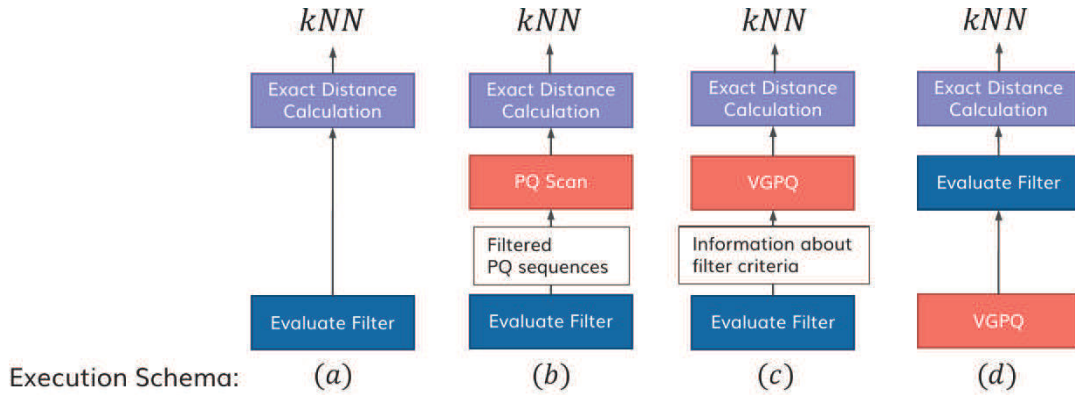 kNN
Exact Distance
Calculation
Evaluate Filter
(a)
kNN
Exact Distance
Calculation
PQ Scan
Filtered
PQ sequences
Evaluate Filter
(b)
kNN
Exact Distance
Calculation
VGPQ
Information about
filter criteria
Evaluate Filter
(c)
kNN
Exact Distance
Calculation
Evaluate Filter
VGPQ
(d)
Execution Schema: